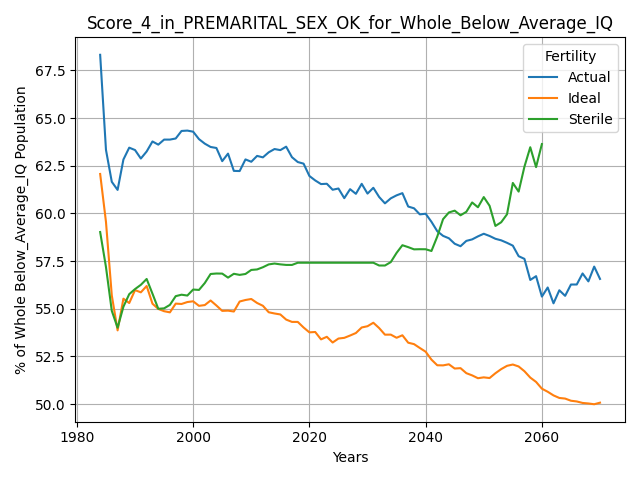 Score_4_in_PREMARITAL_SEX_OK_for_Whole_Below_Average_IQ
% of Whole Below_Average_IQ Population
67.5
65.0
62.5
60.0
57.5
55.0
52.5
50.0
Fertility
Actual
Ideal
Sterile
1980
2000
2020
2040
2060
Years